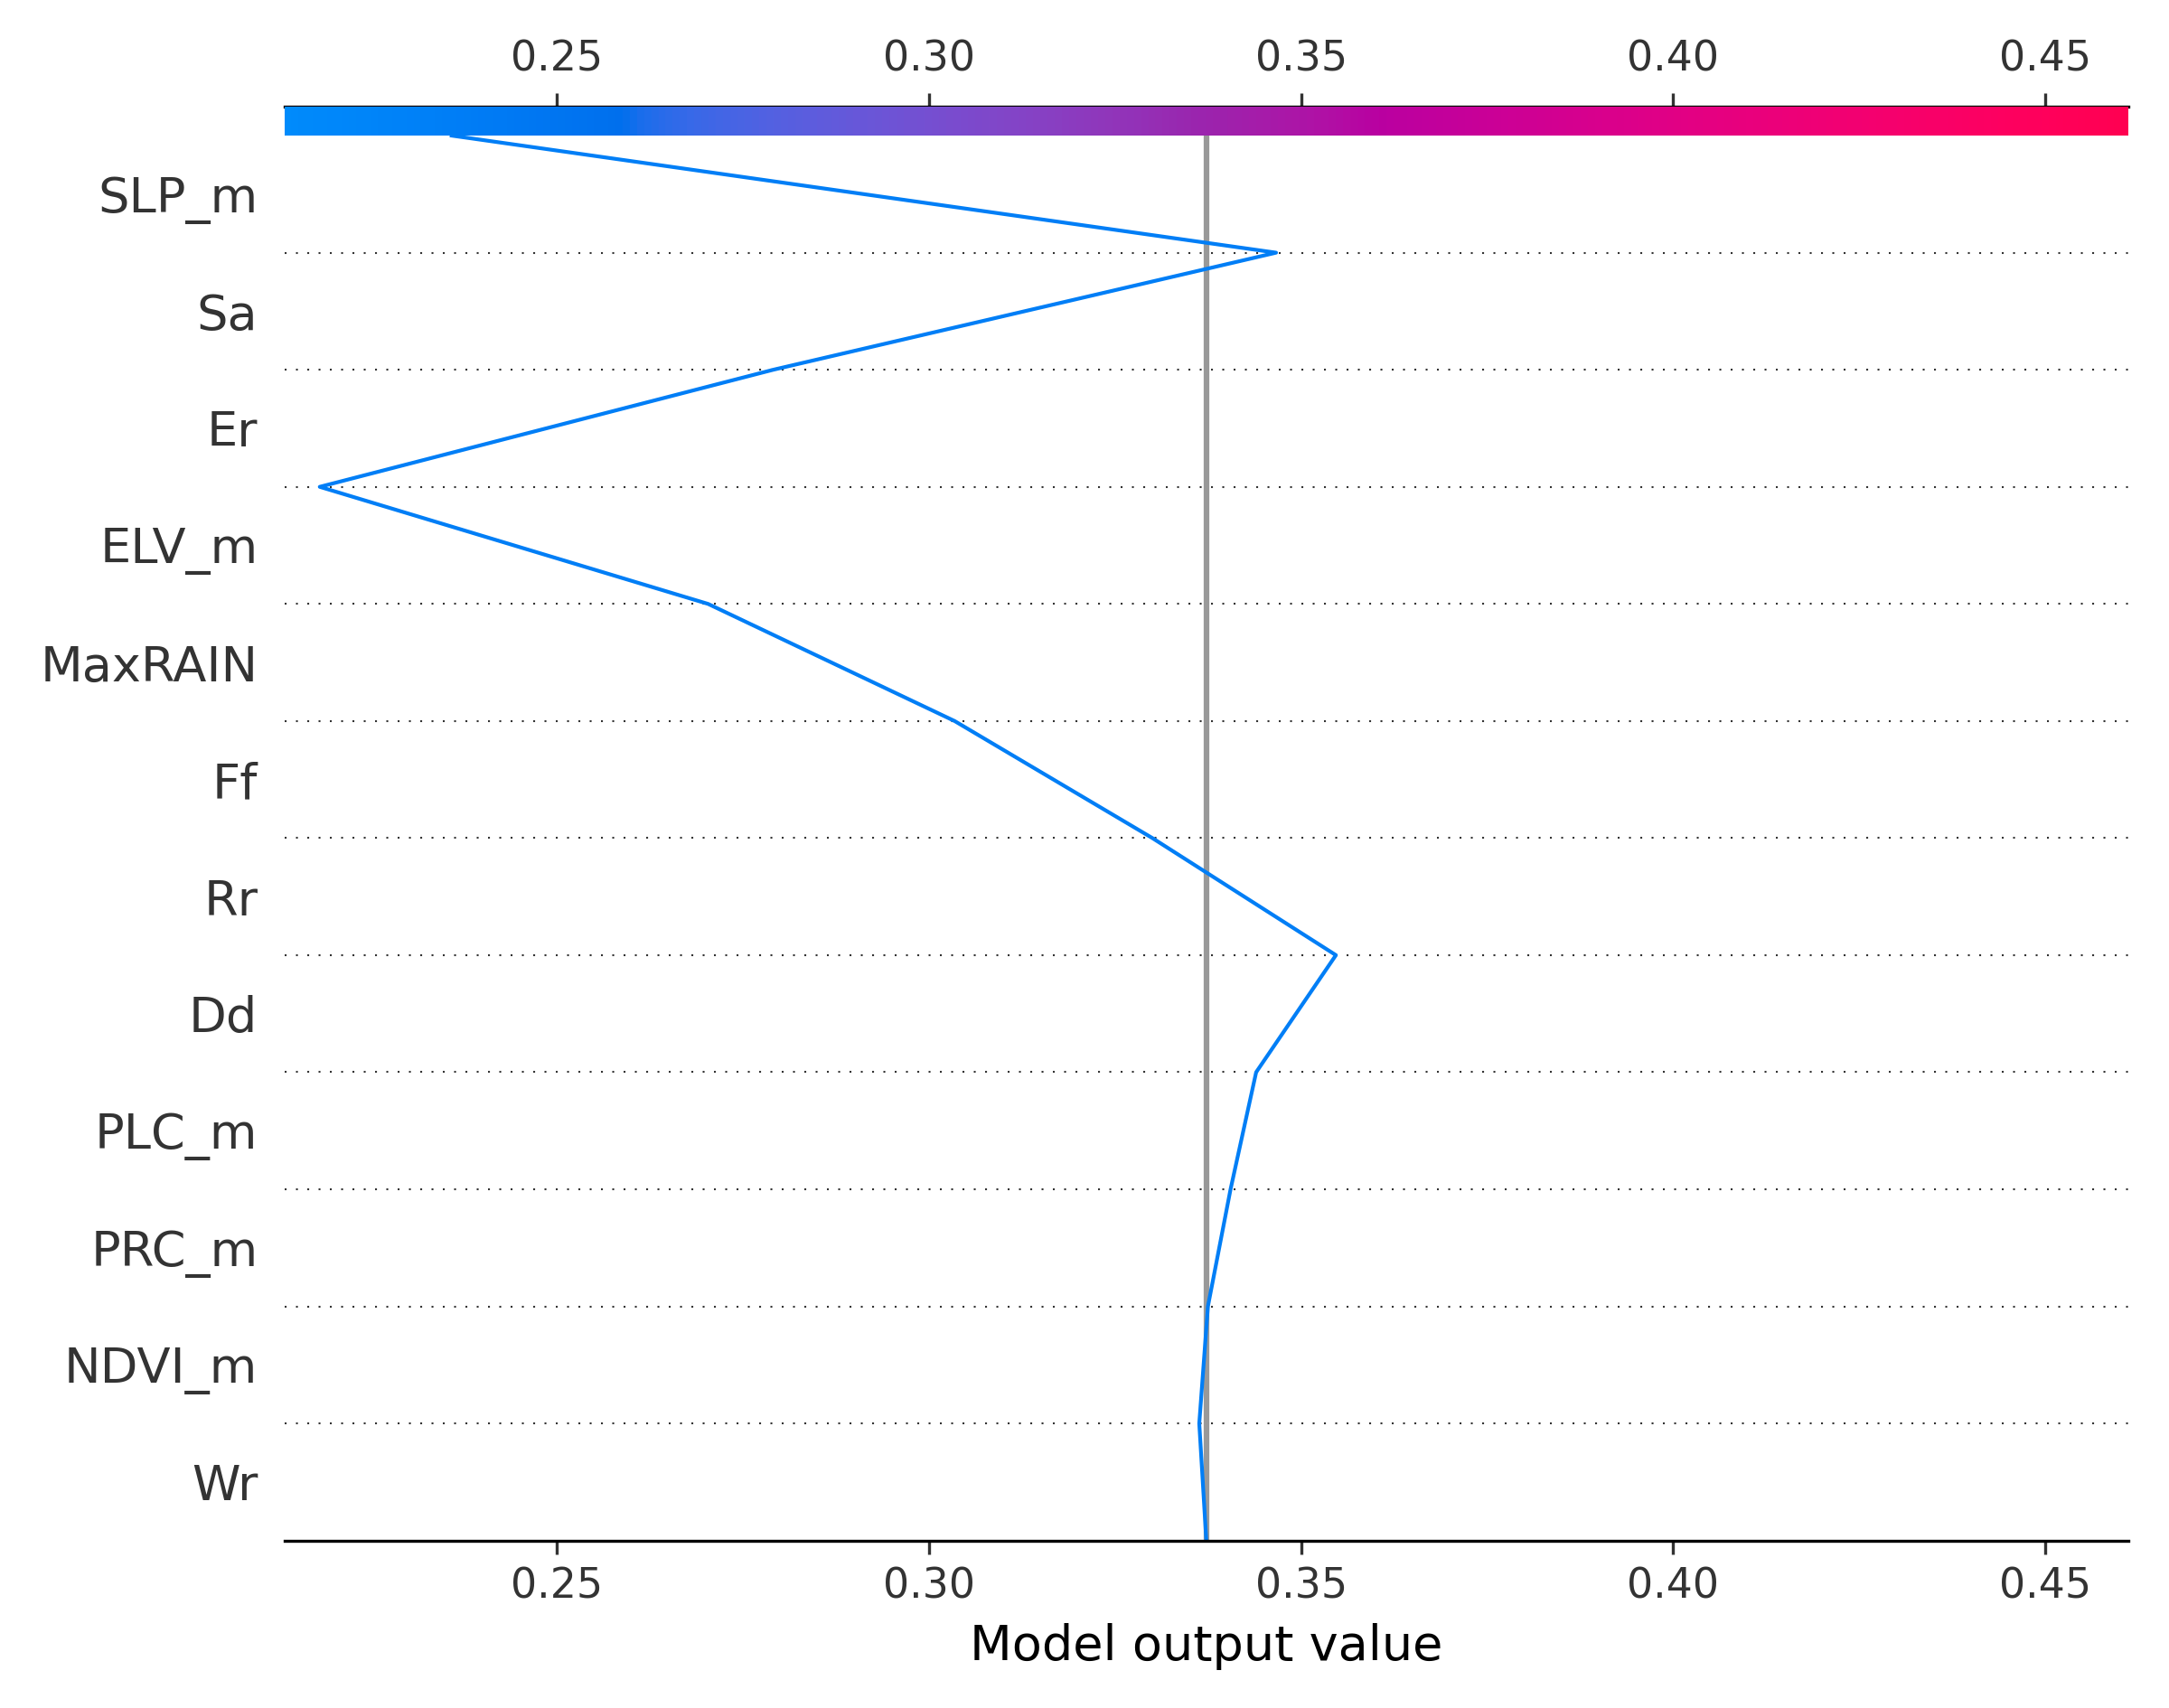 0.25 0.30 0.35 0.40 0.45
SLP_m
Sa
Er
ELV_m
MaxRAIN
Ff
Rr
Dd
PLC_m
PRC_m
NDVI_m
Wr
0.25 0.30 0.35 0.40 0.45
Model output value